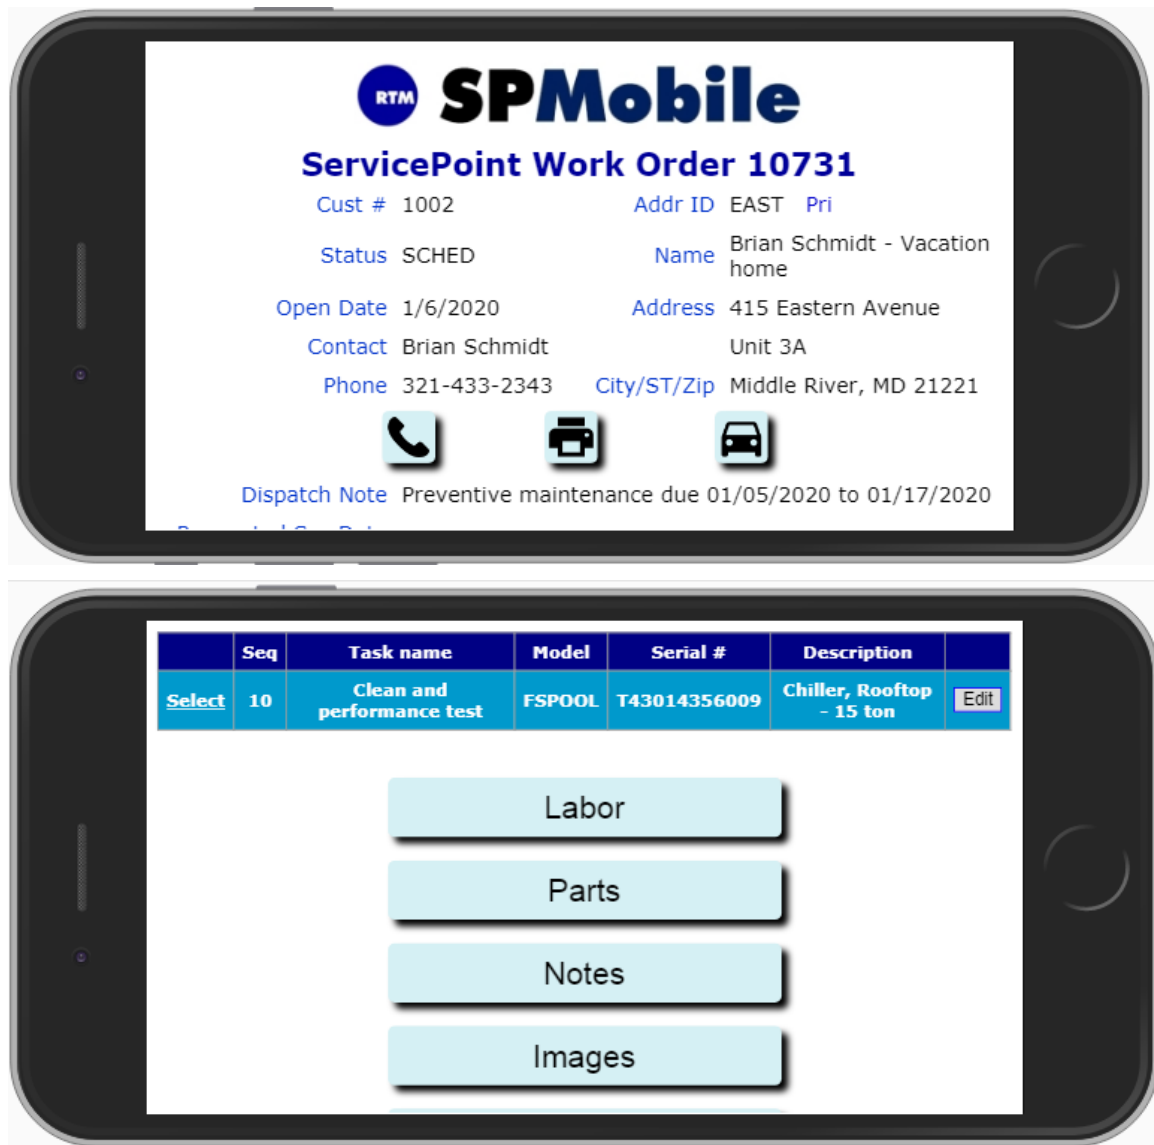 RTM SPMobile
ServicePoint Work Order 10731
Cust # 1002 Addr ID EAST Pri
Status SCHED Name Brian Schmidt - Vacation
home
Open Date 1/6/2020 Address 415 Eastern Avenue
Contact Brian Schmidt Unit 3A
Phone 321-433-2343 City/ST/Zip Middle River, MD 21221
Dispatch Note Preventive maintenance due 01/05/2020 to 01/17/2020
Seq Task name Model Serial # Description
Select 10 Clean and performance test FSPOOL T43014356009 Chiller, Rooftop - 15 ton Edit
Labor
Parts
Notes
Images